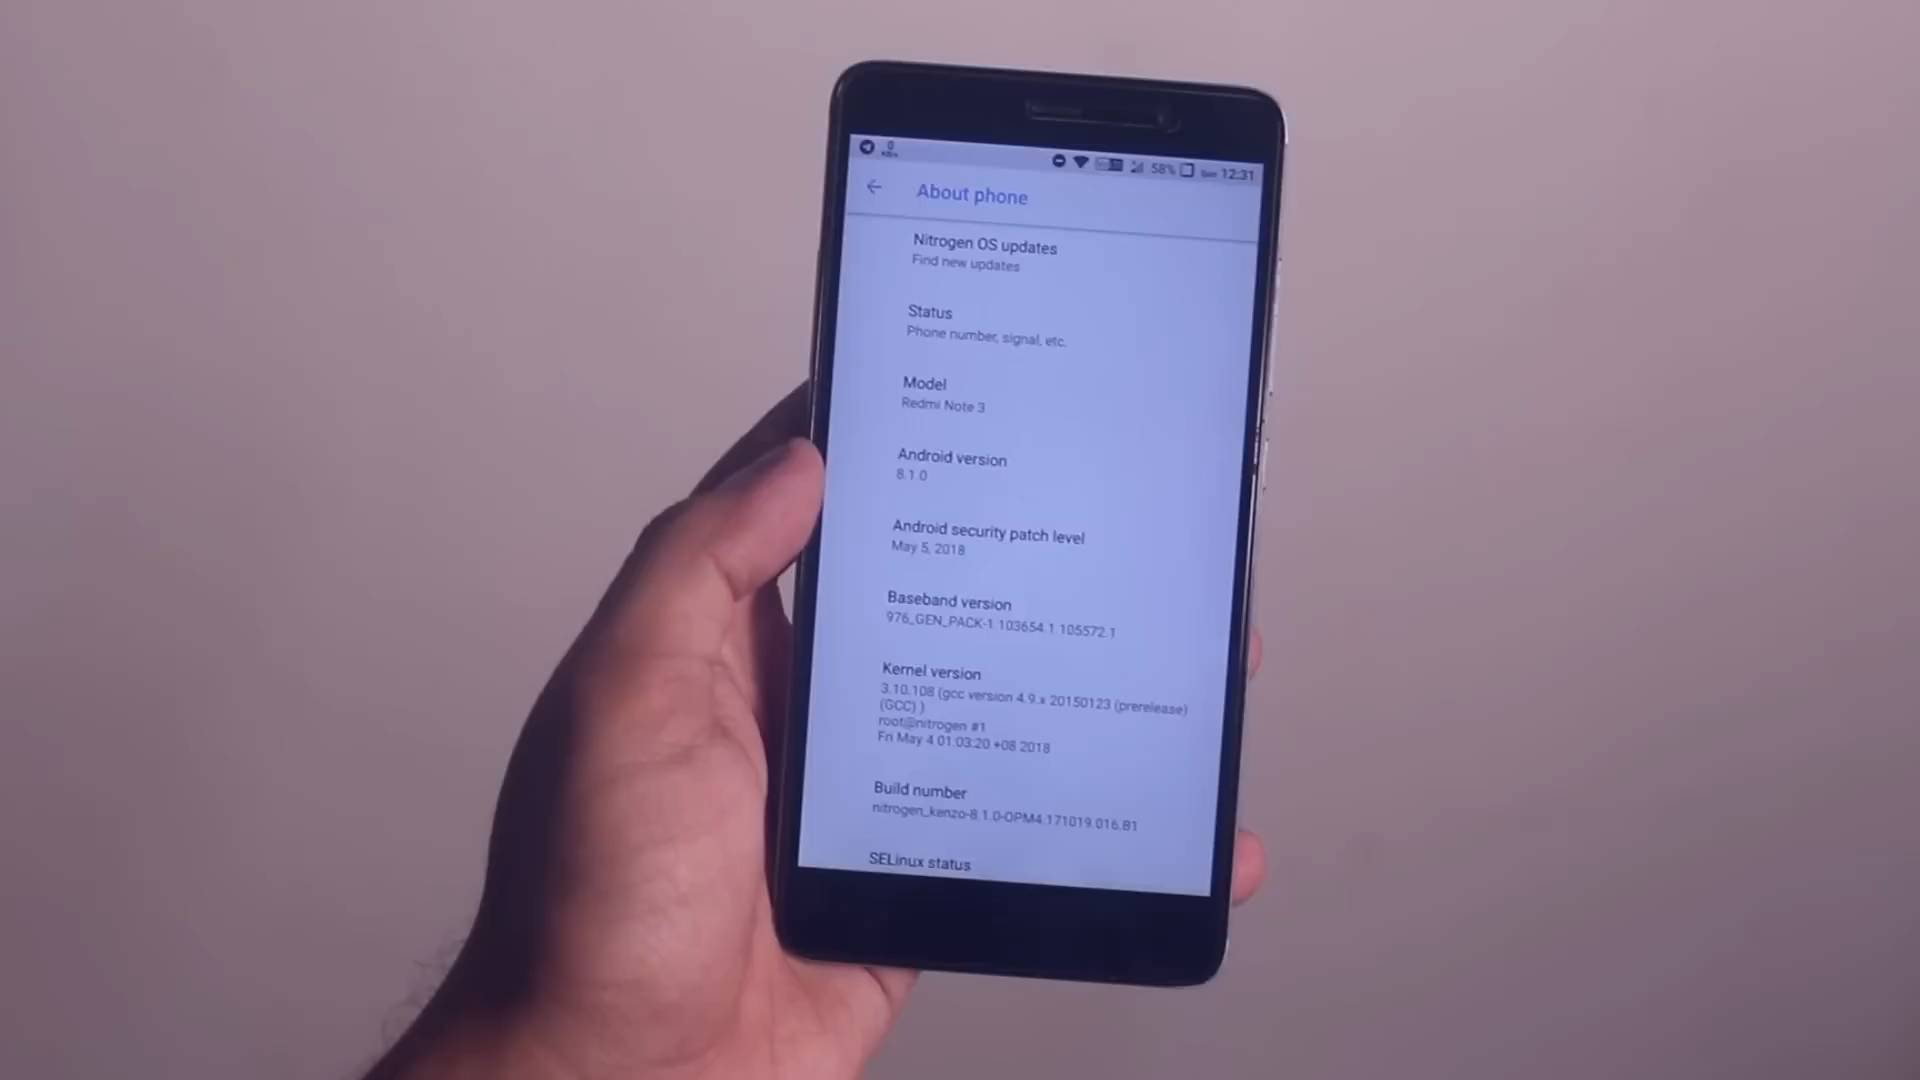 0
58% Sun 12:31
About phone
Nitrogen OS updates
Find new updates
Status
Phone number, signal, etc.
Model
Redmi Note 3
Android version
8.1.0
Android security patch level
May 5, 2018
Baseband version
976_GEN_PACK-1.103654.1.105572.1
Kernel version
3.10.108 (gcc version 4.9.x 20150123 (prerelease)
(GCC) )
root@nitrogen #1
Fri May 4 01:03:20 +08 2018
Build number
nitrogen_kenzo-8.1.0-OPM4.171019.016.B1
SELinux status